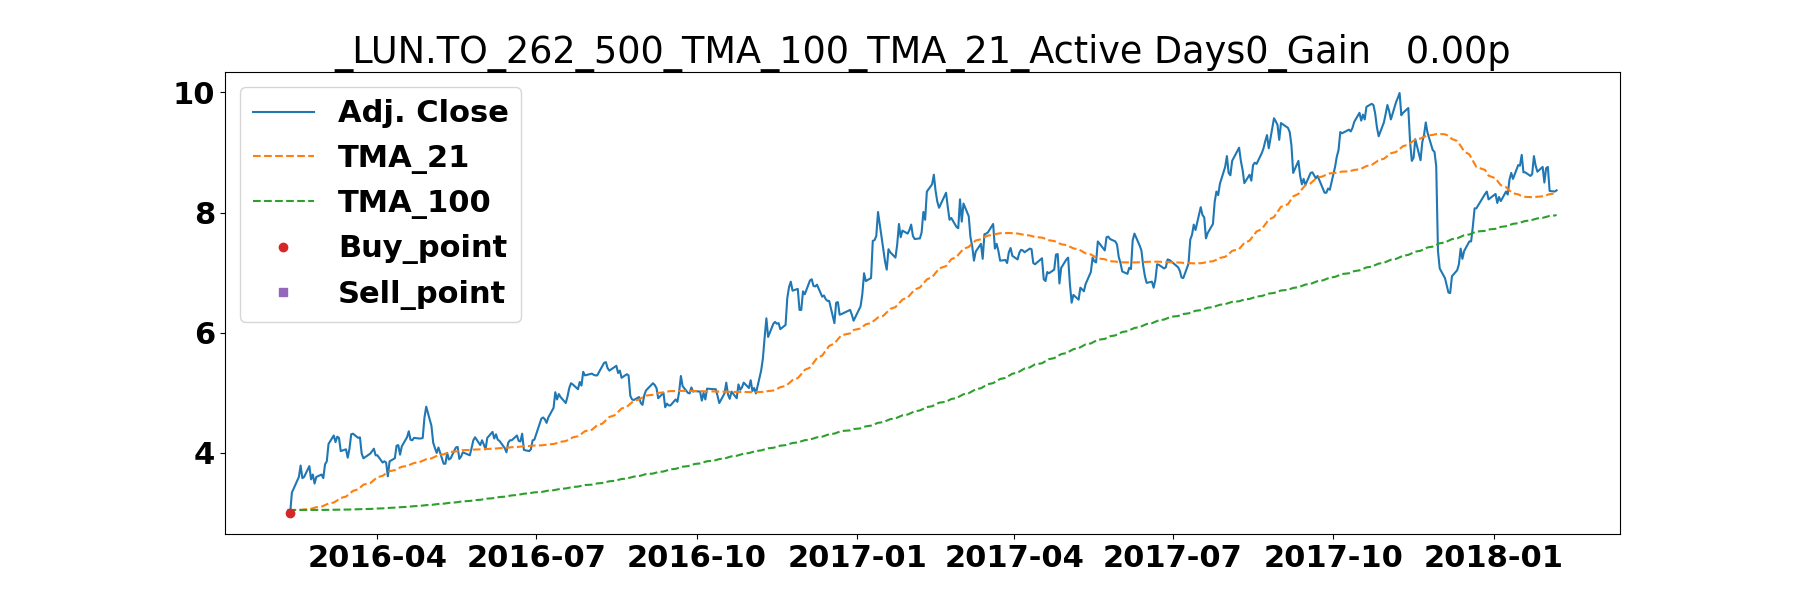 _LUN.TO_262_500_TMA_100_TMA_21_Active Days0_Gain   0.00p
10
8
6
4
Adj. Close
TMA_21
TMA_100
Buy_point
Sell_point
2016-04 2016-07 2016-10 2017-01 2017-04 2017-07 2017-10 2018-01